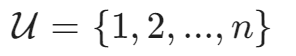 𝒰 = {1, 2, ..., n}